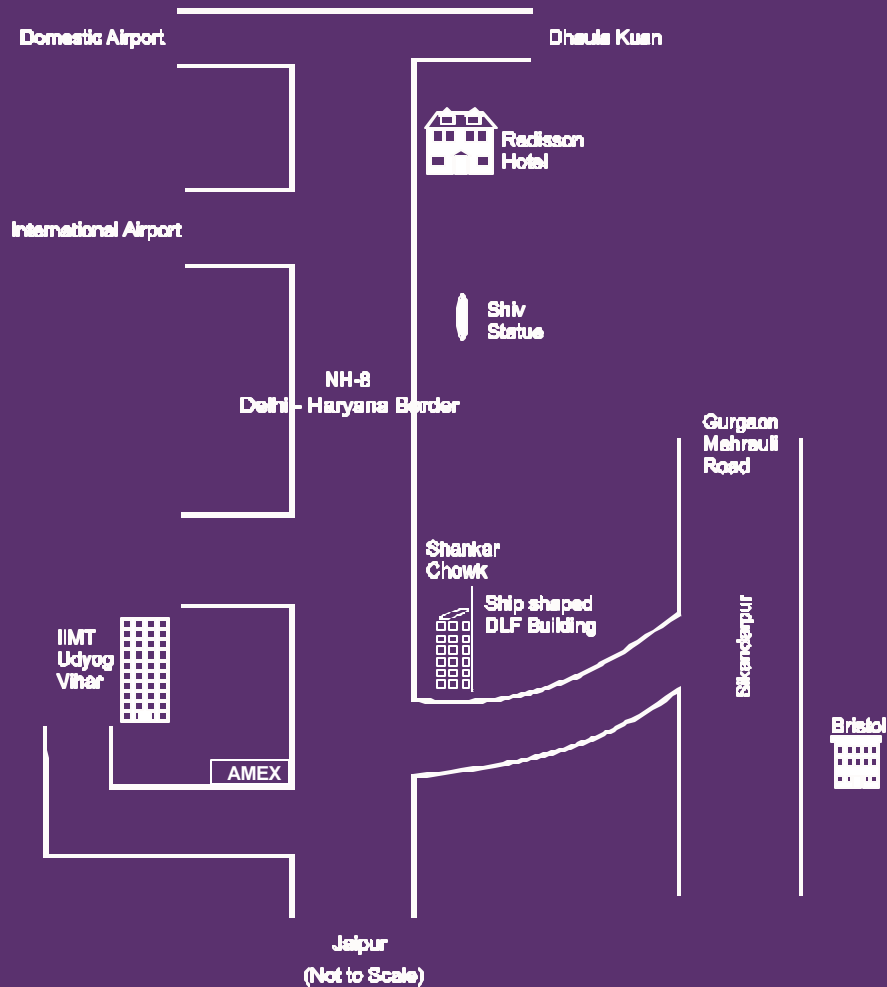 Domestic Airport
Dhaula Kuan
Radisson
Hotel
International Airport
Shiv
Statue
NH-8
Delhi - Haryana Border
Gurgaon
Mehrauli
Road
Shankar
Chowk
Ship shaped
DLF Building
Sikanderpur
IIMT
Udyog
Vihar
Bristol
AMEX
Jaipur
(Not to Scale)